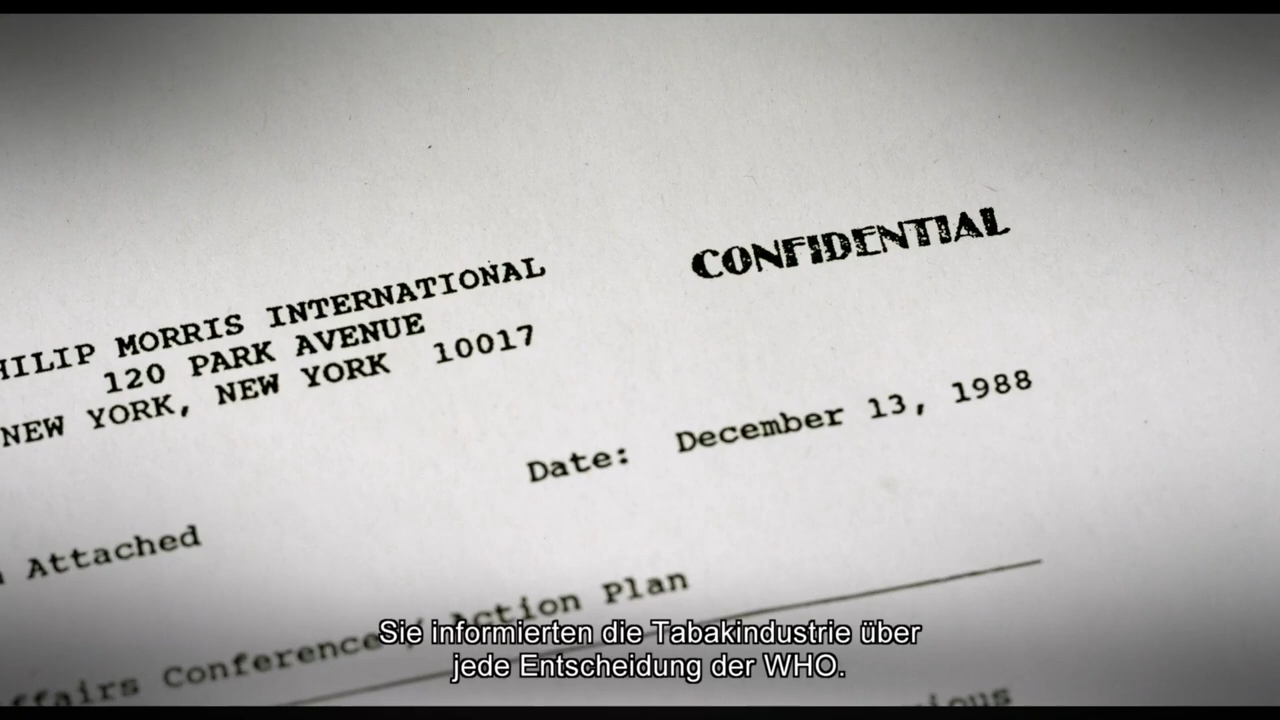 CONFIDENTIAL
HILIP MORRIS INTERNATIONAL
120 PARK AVENUE
NEW YORK, NEW YORK 10017
Date: December 13, 1988
Attached
ffairs Conference / Action Plan
Sie informierten die Tabakindustrie über
jede Entscheidung der WHO.